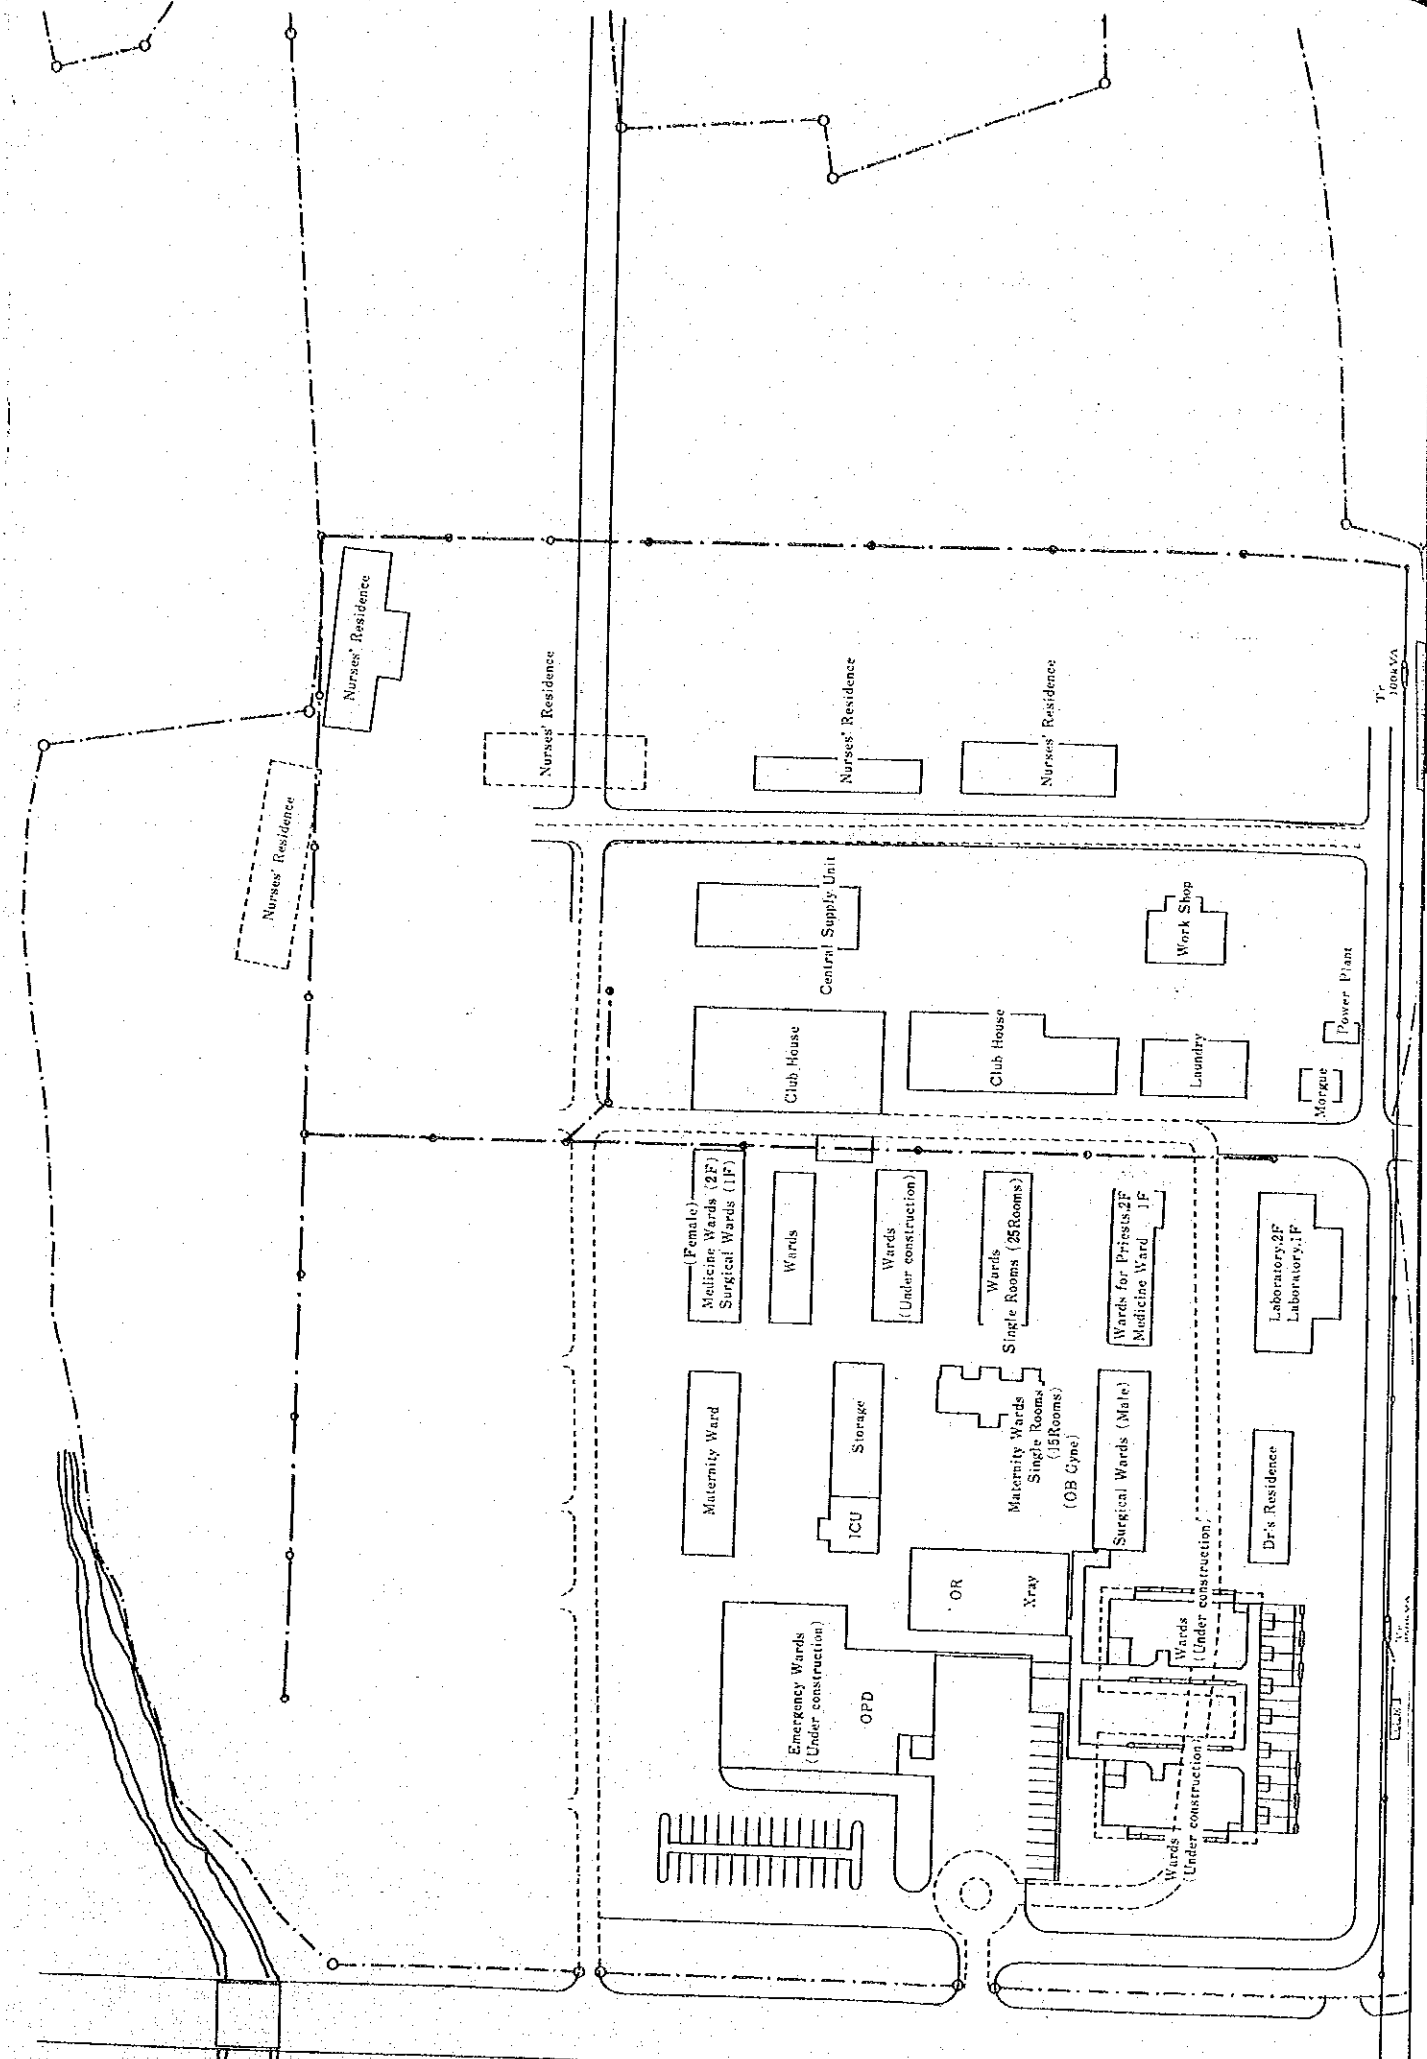 Nurses' Residence
Nurses' Residence
Nurses' Residence
Nurses' Residence
Nurses' Residence
Tr
100kVA
Central Supply Unit
Work Shop
Power Plant
Club House
Club House
Laundry
Morgue
(Female)
Medicine Wards (2F)
Surgical Wards (1F)
Wards
Wards
(Under construction)
Wards
Single Rooms (25Rooms)
Wards for Priests.2F
Medicine Ward 1F
Laboratory.2F
Laboratory.1F
Maternity Ward
Storage
ICU
Maternity Wards
Single Rooms
(15Rooms)
(OB Gyne)
Surgical Wards (Male)
Dr's Residence
OR
Xray
Emergency Wards
(Under construction)
OPD
Wards
(Under construction)
Wards
(Under construction)
Tr